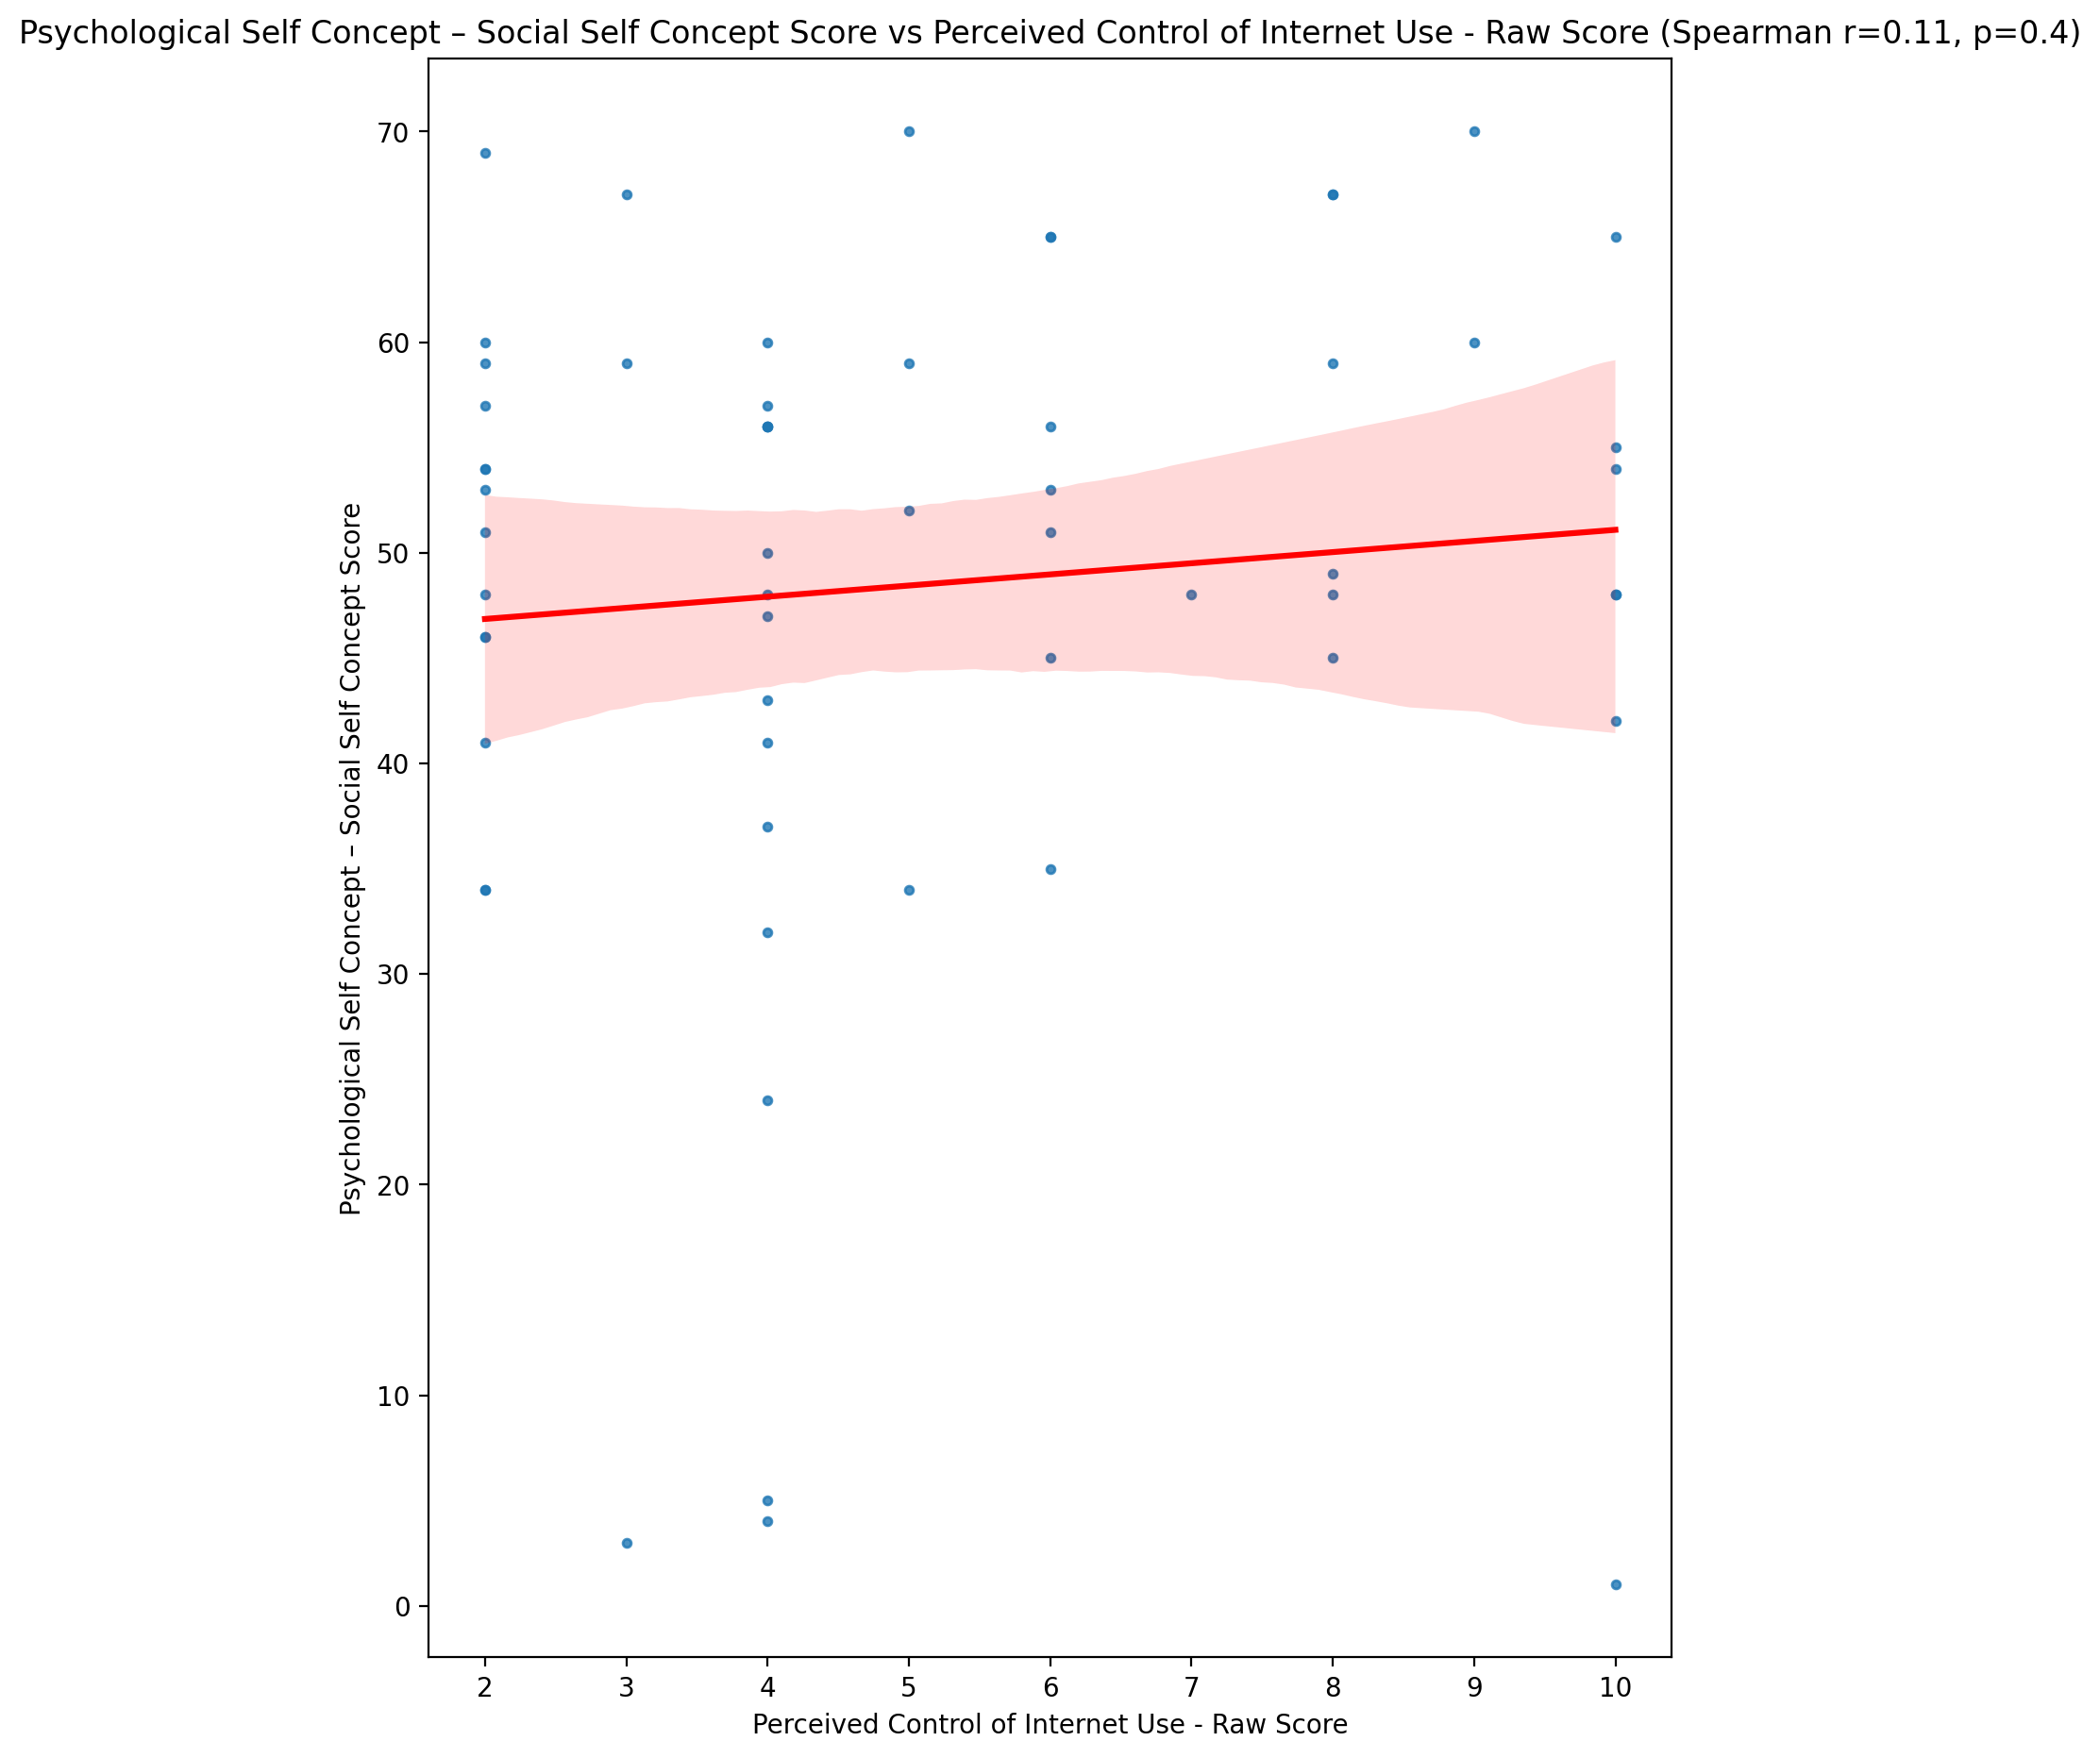 Psychological Self Concept – Social Self Concept Score vs Perceived Control of Internet Use - Raw Score (Spearman r=0.11, p=0.4)
Psychological Self Concept – Social Self Concept Score
70
60
50
40
30
20
10
0
2 3 4 5 6 7 8 9 10
Perceived Control of Internet Use - Raw Score